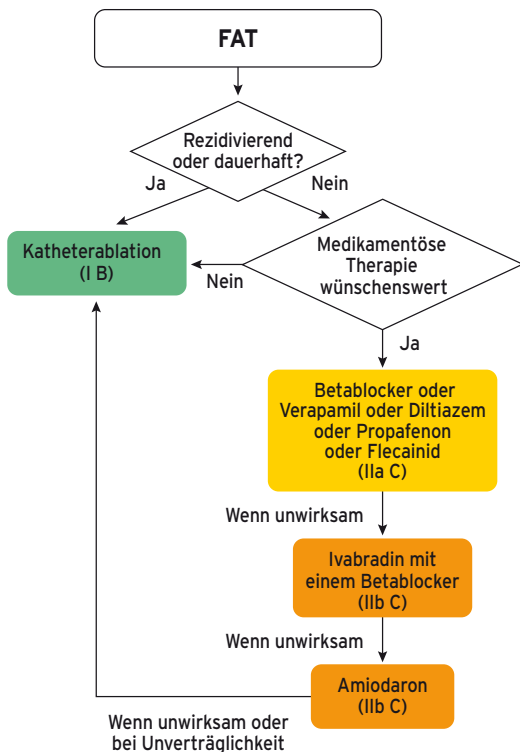 FAT
Rezidivierend
oder dauerhaft?
Ja
Nein
Katheterablation
(I B)
Nein
Medikamentöse
Therapie
wünschenswert
Ja
Betablocker oder
Verapamil oder Diltiazem
oder Propafenon
oder Flecainid
(IIa C)
Wenn unwirksam
Ivabradin mit
einem Betablocker
(IIb C)
Wenn unwirksam
Amiodaron
(IIb C)
Wenn unwirksam oder
bei Unverträglichkeit